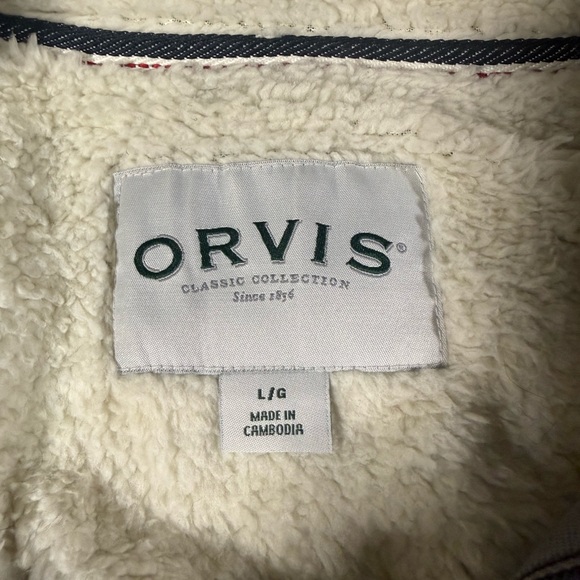 ORVIS®
CLASSIC COLLECTION
Since 1856
L/G
MADE IN
CAMBODIA